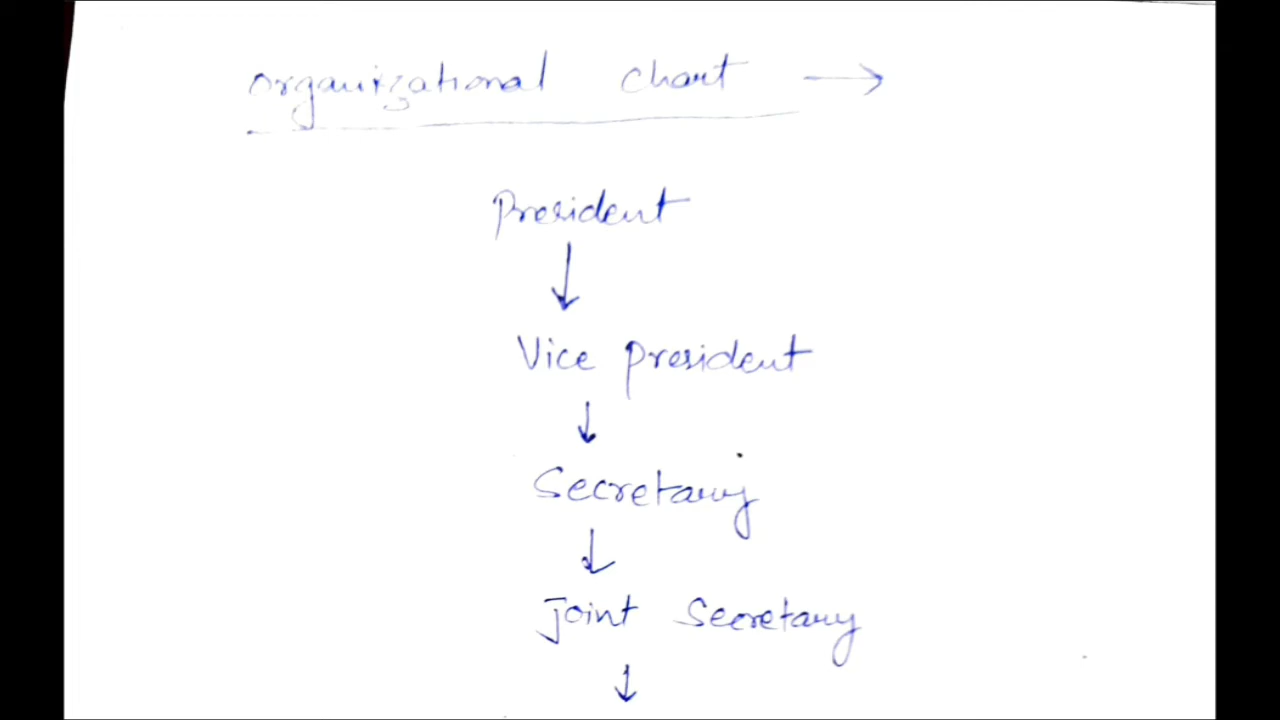 Organizational Chart →
President
↓
Vice president
↓
Secretary
↓
Joint Secretary
↓